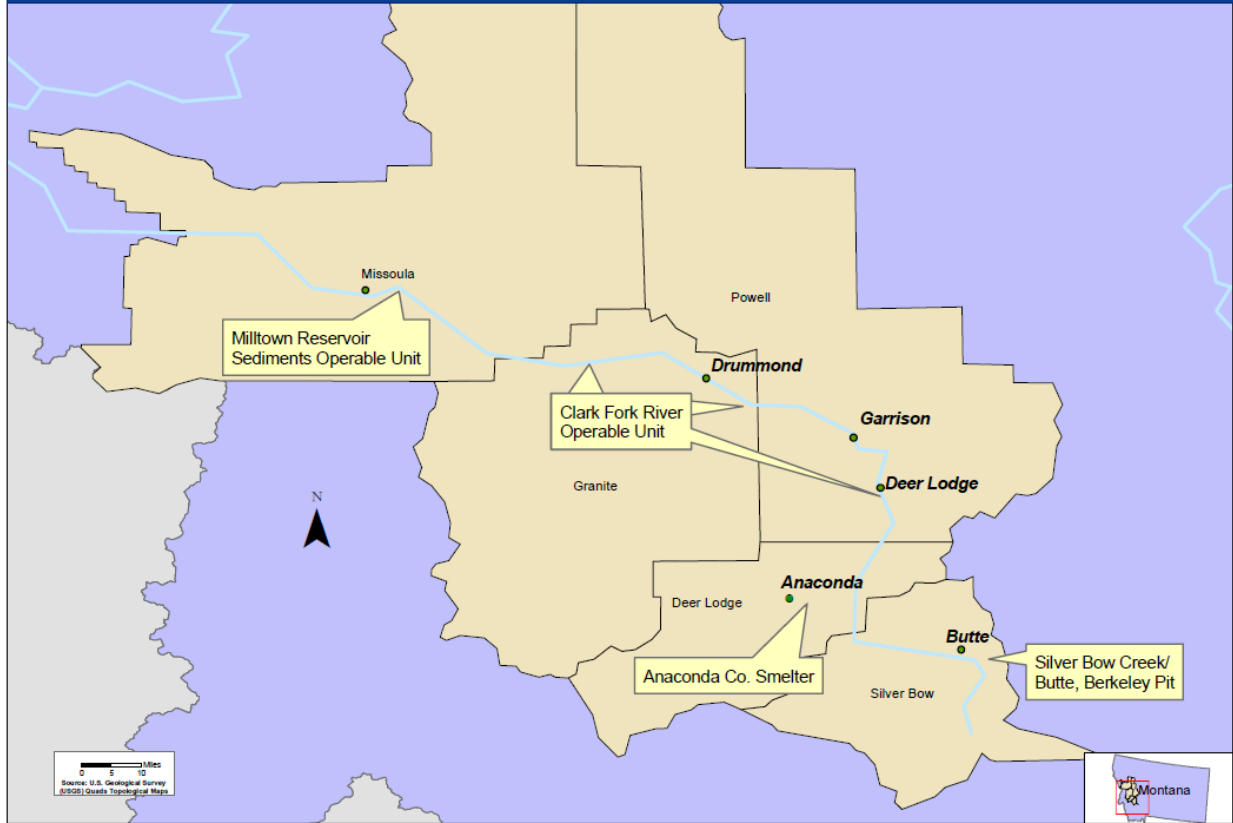 Missoula
Powell
Milltown Reservoir
Sediments Operable Unit
Drummond
Clark Fork River
Operable Unit
Garrison
Deer Lodge
Granite
N
Anaconda
Deer Lodge
Butte
Anaconda Co. Smelter
Silver Bow Creek/
Butte, Berkeley Pit
Silver Bow
Miles
0 5 10
Source: U.S. Geological Survey
(USGS) Quads Topological Maps
Montana